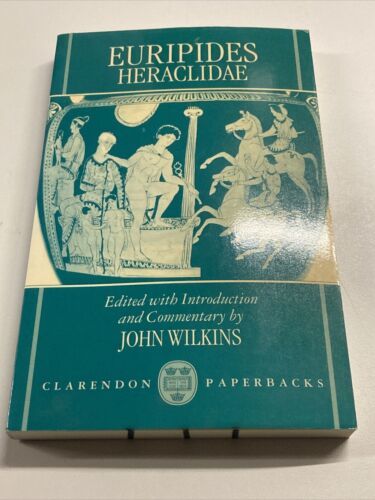 EURIPIDES
HERACLIDAE
Edited with Introduction
and Commentary by
JOHN WILKINS
CLARENDON PAPERBACKS